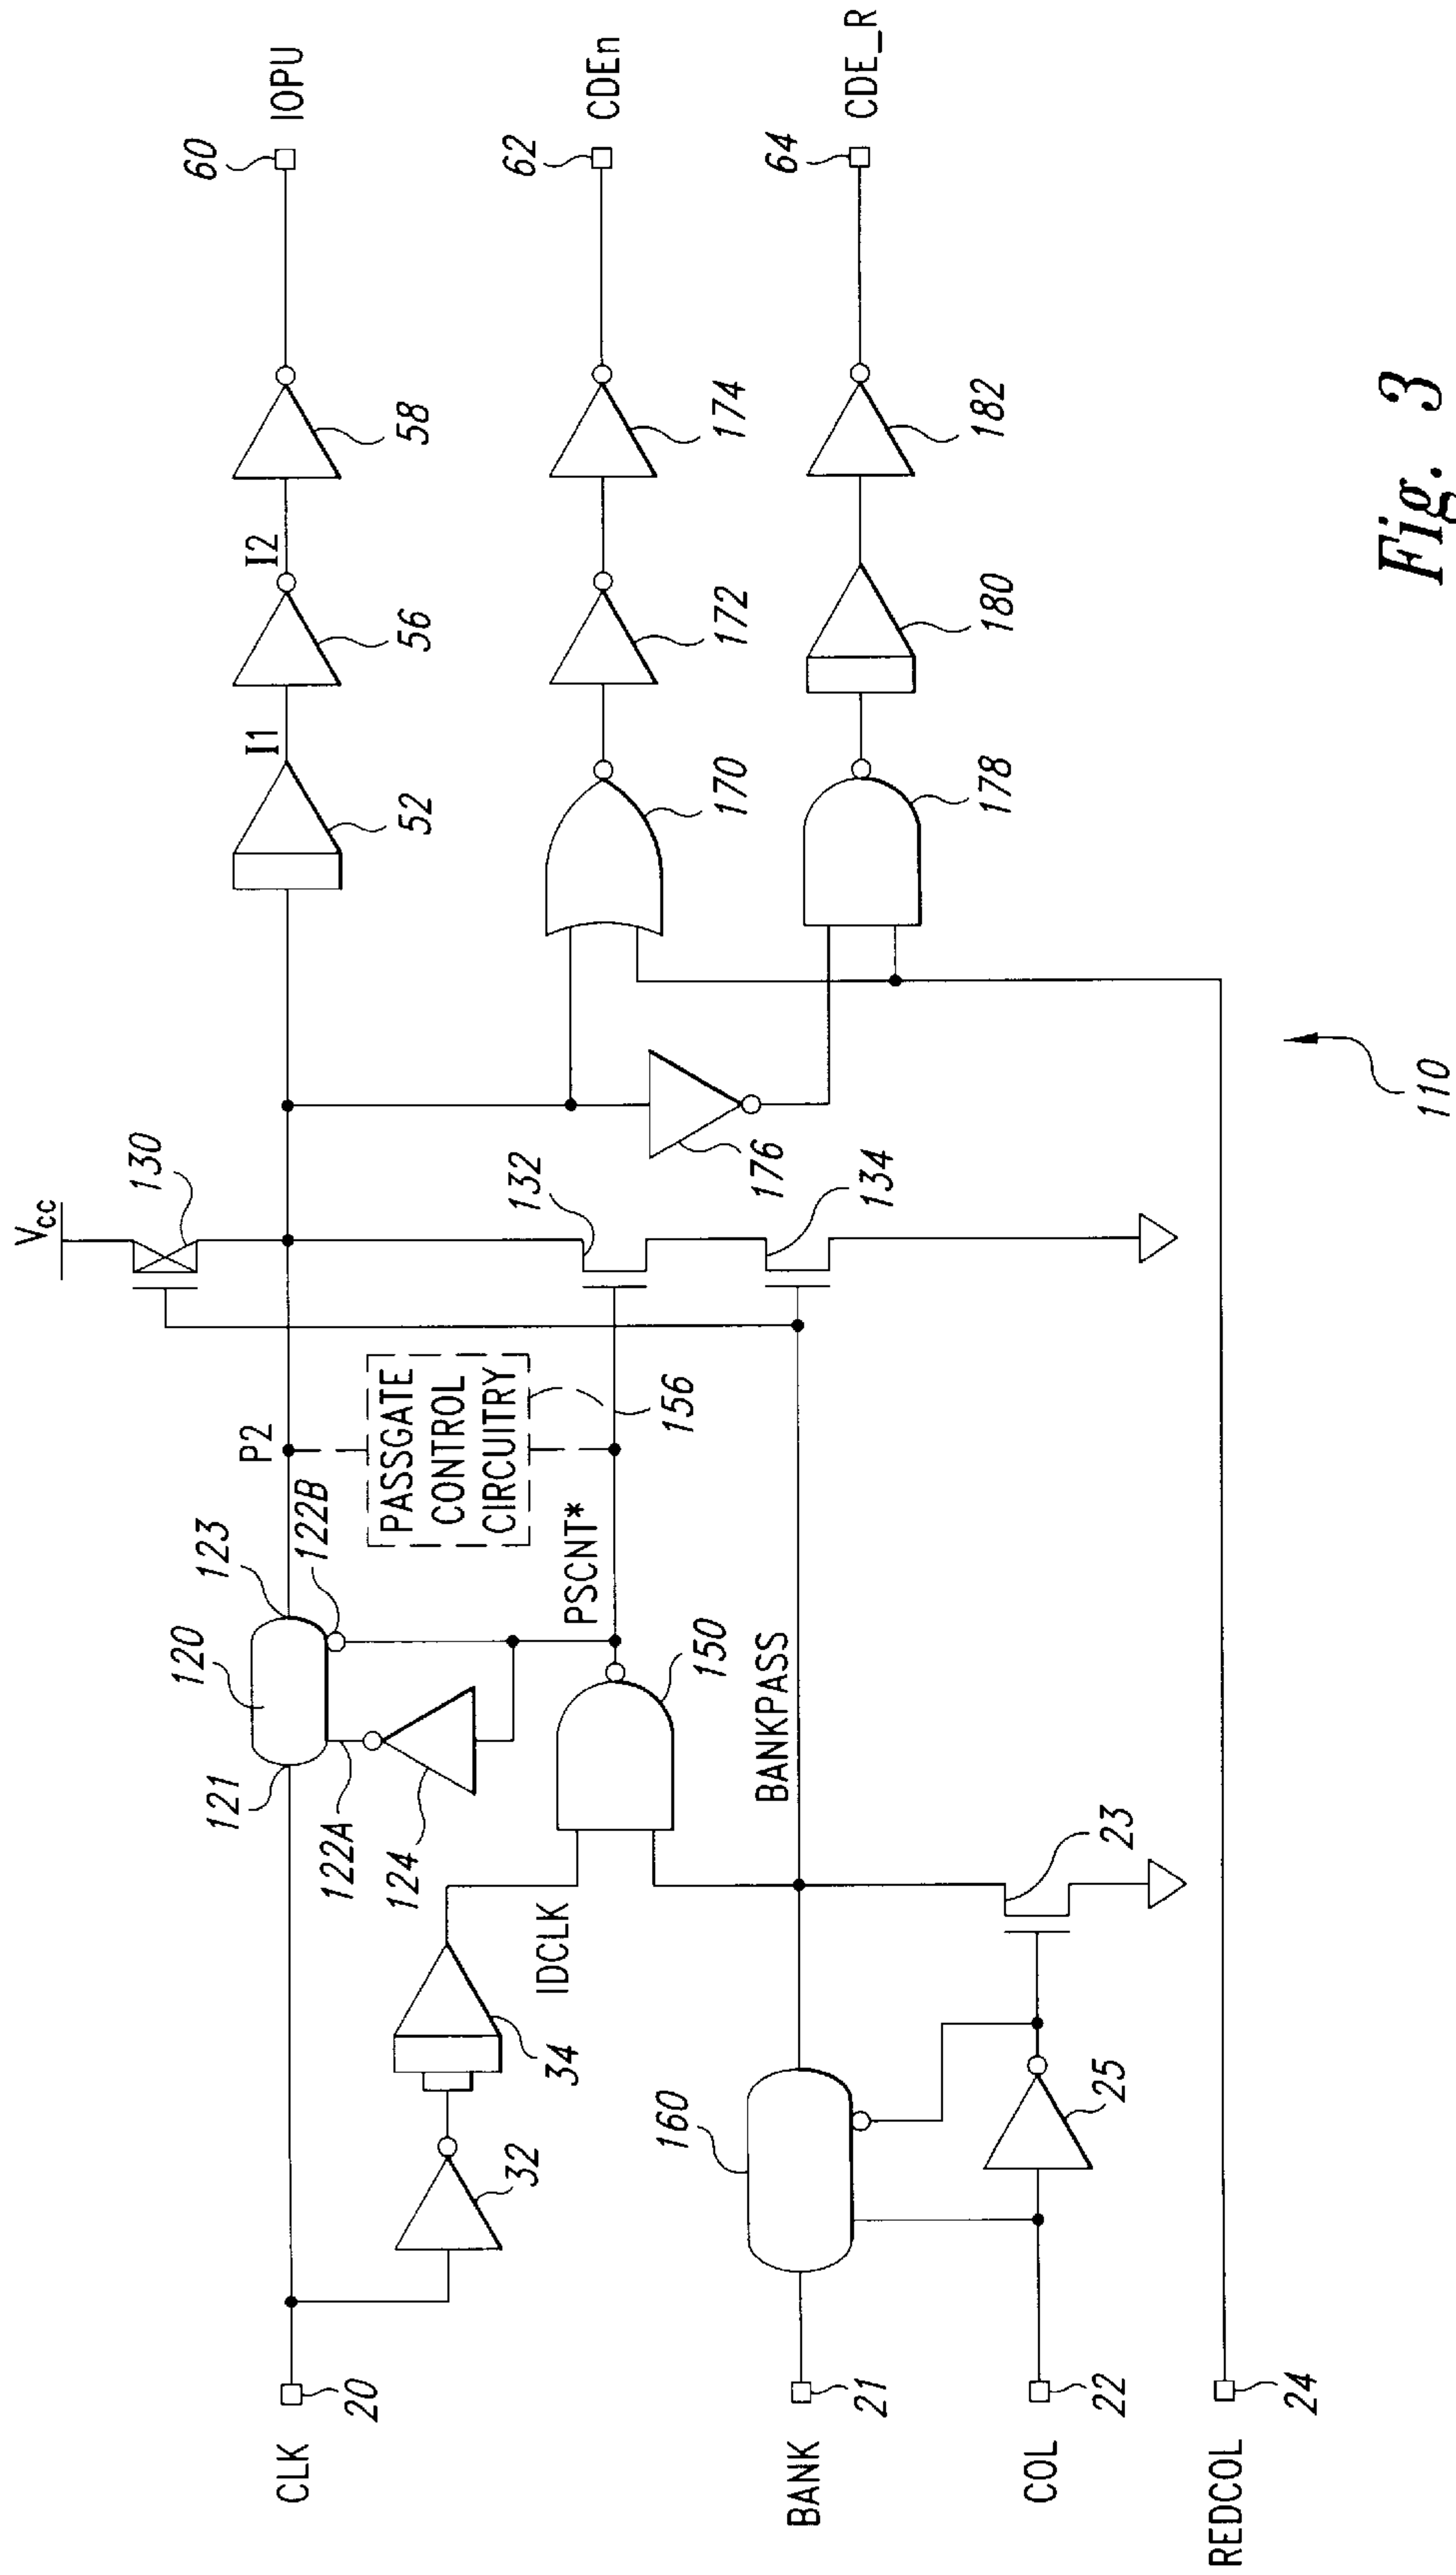 Vcc
130
60
IOPU
I1
I2
52
56
58
120
121
123
122A
122B
124
P2
PASSGATE
CONTROL
CIRCUITRY
156
132
134
176
62
CDEn
170
172
174
64
CDE_R
178
180
182
CLK
20
32
34
IDCLK
PSCNT*
150
BANKPASS
BANK
21
160
23
COL
22
25
REDCOL
24
110
Fig. 3